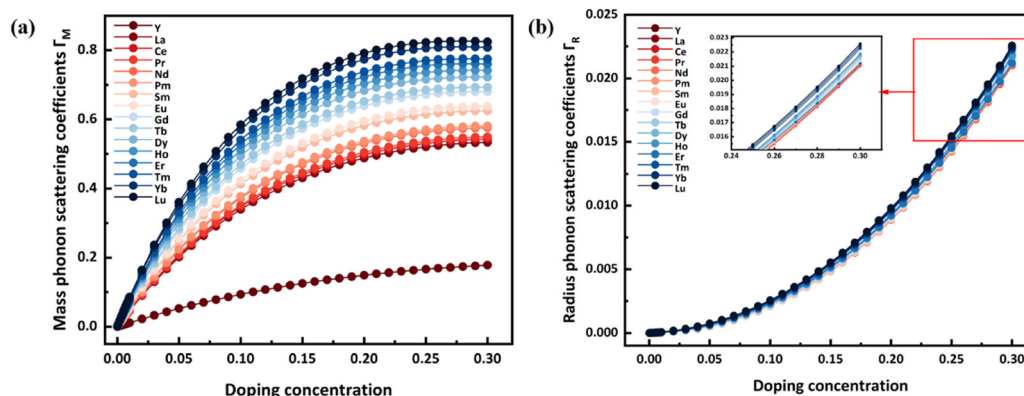 (a)
Mass phonon scattering coefficients Γ_M
0.8
0.6
0.4
0.2
0.0
Y
La
Ce
Pr
Nd
Pm
Sm
Eu
Gd
Tb
Dy
Ho
Er
Tm
Yb
Lu
0.00 0.05 0.10 0.15 0.20 0.25 0.30
Doping concentration
(b)
Radius phonon scattering coefficients Γ_R
0.025
0.020
0.015
0.010
0.005
0.000
Y
La
Ce
Pr
Nd
Pm
Sm
Eu
Gd
Tb
Dy
Ho
Er
Tm
Yb
Lu
0.023
0.022
0.021
0.020
0.019
0.018
0.017
0.016
0.24 0.26 0.28 0.30
0.00 0.05 0.10 0.15 0.20 0.25 0.30
Doping concentration